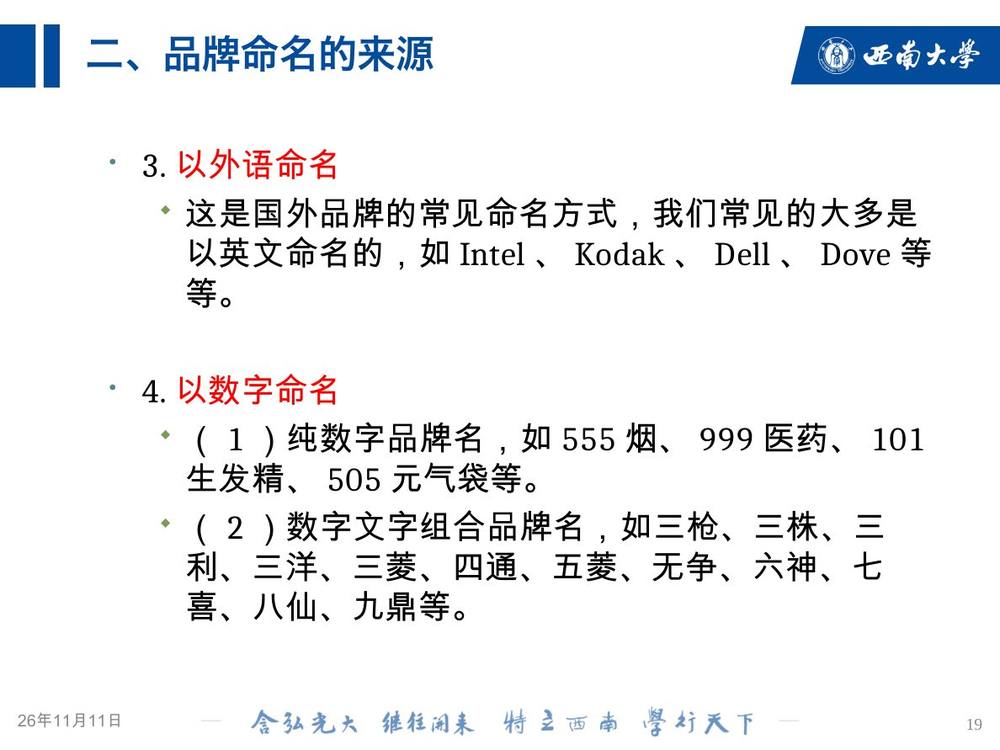 二、品牌命名的来源
西南大学
• 3. 以外语命名
这是国外品牌的常见命名方式，我们常见的大多是
以英文命名的，如 Intel 、 Kodak 、 Dell 、 Dove 等
等。
• 4. 以数字命名
（ 1 ）纯数字品牌名，如 555 烟、 999 医药、 101
生发精、 505 元气袋等。
（ 2 ）数字文字组合品牌名，如三枪、三株、三
利、三洋、三菱、四通、五菱、无争、六神、七
喜、八仙、九鼎等。
26年11月11日
含弘光大 继往开来 特立西南 学行天下
19